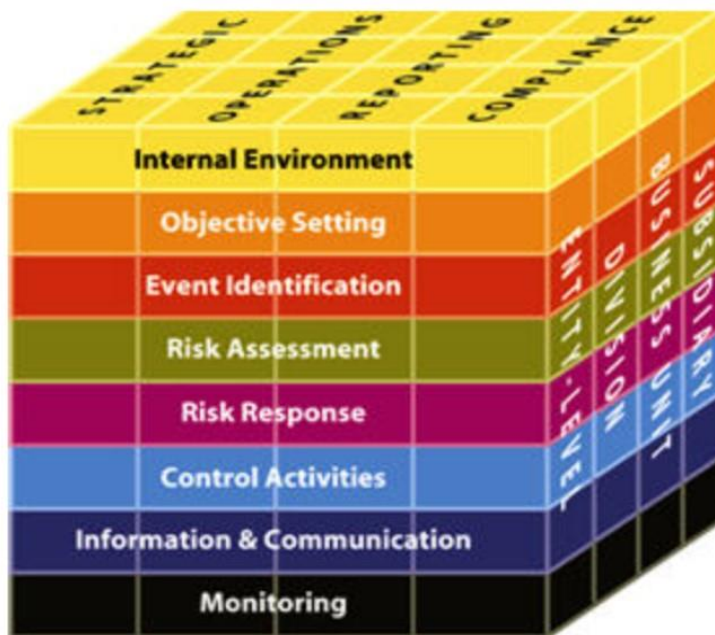 STRATEGIC
OPERATIONS
REPORTING
COMPLIANCE
Internal Environment
Objective Setting
Event Identification
Risk Assessment
Risk Response
Control Activities
Information & Communication
Monitoring
ENTITY-LEVEL
DIVISION
BUSINESS UNIT
SUBSIDIARY